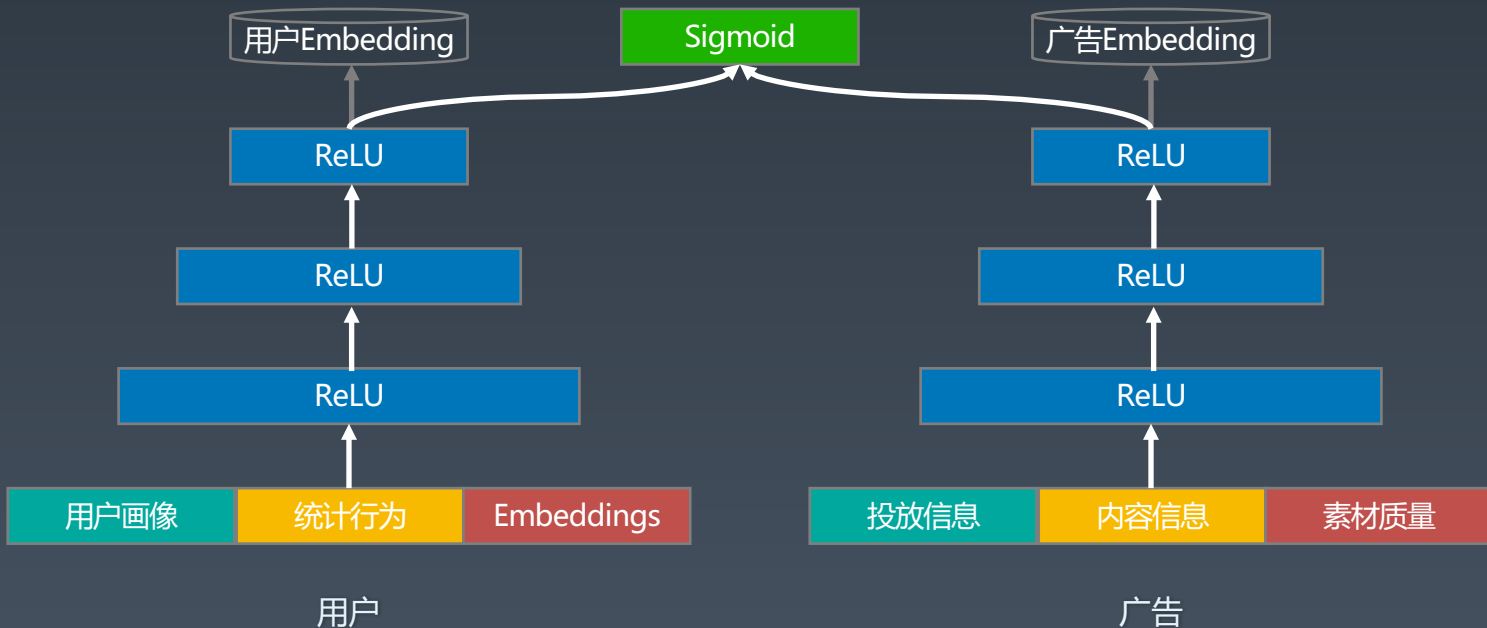 用户Embedding
Sigmoid
广告Embedding
ReLU
ReLU
ReLU
ReLU
ReLU
ReLU
用户画像
统计行为
Embeddings
投放信息
内容信息
素材质量
用户
广告